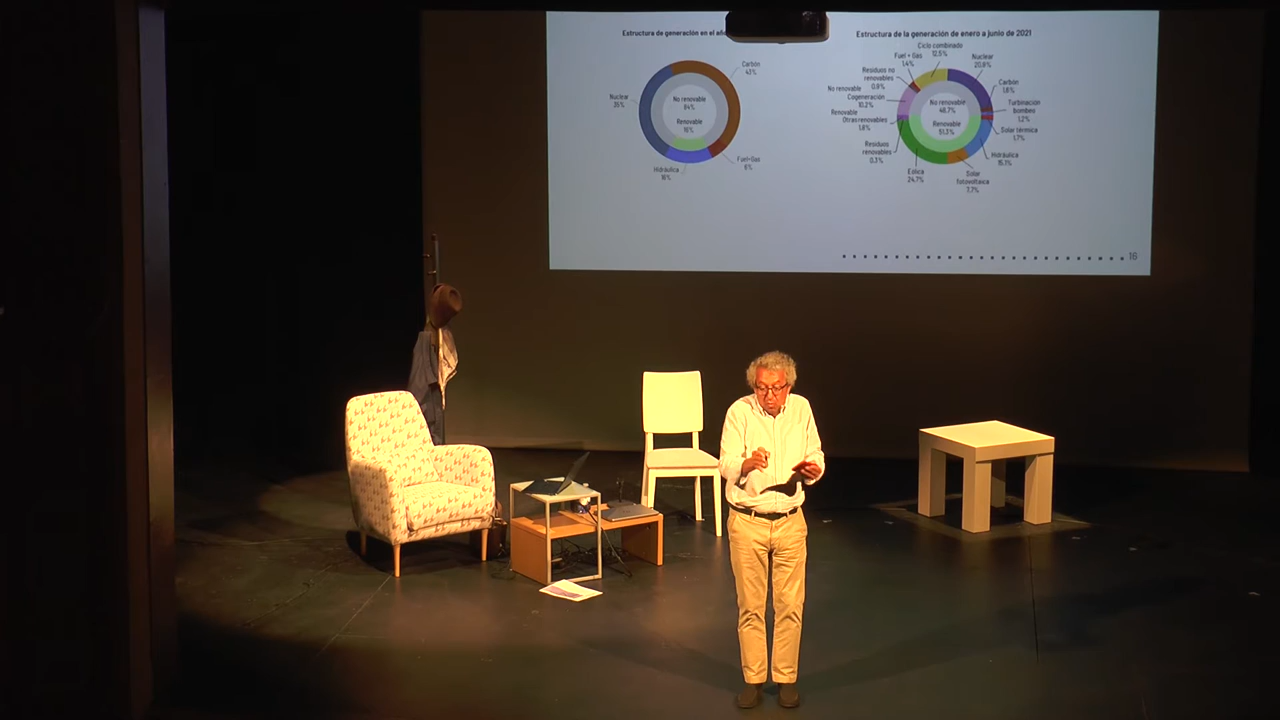 Estructura de generación en el año
Carbón
43%
Nuclear
35%
No renovable
84%
Renovable
16%
Fuel-Gas
6%
Hidráulica
16%
Estructura de la generación de enero a junio de 2021
Ciclo combinado
12,5%
Fuel + Gas
1,4%
Nuclear
20,8%
Residuos no
renovables
0,9%
Carbón
1,6%
No renovable
Cogeneración
10,2%
No renovable
48,7%
Turbinación
bombeo
1,2%
Renovable
Otras renovables
1,8%
Renovable
51,3%
Solar térmica
1,7%
Residuos
renovables
0,3%
Hidráulica
15,1%
Eólica
24,7%
Solar
fotovoltaica
7,7%
16